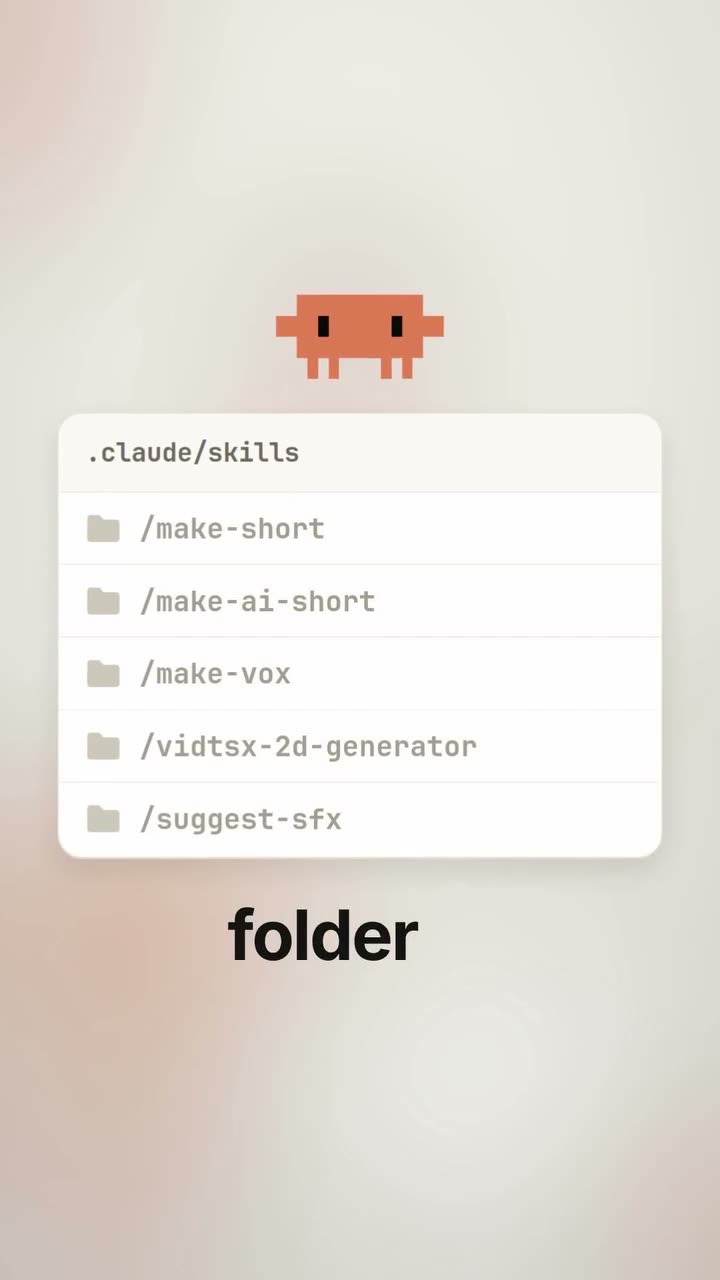 .claude/skills
/make-short
/make-ai-short
/make-vox
/vidtsx-2d-generator
/suggest-sfx
folder